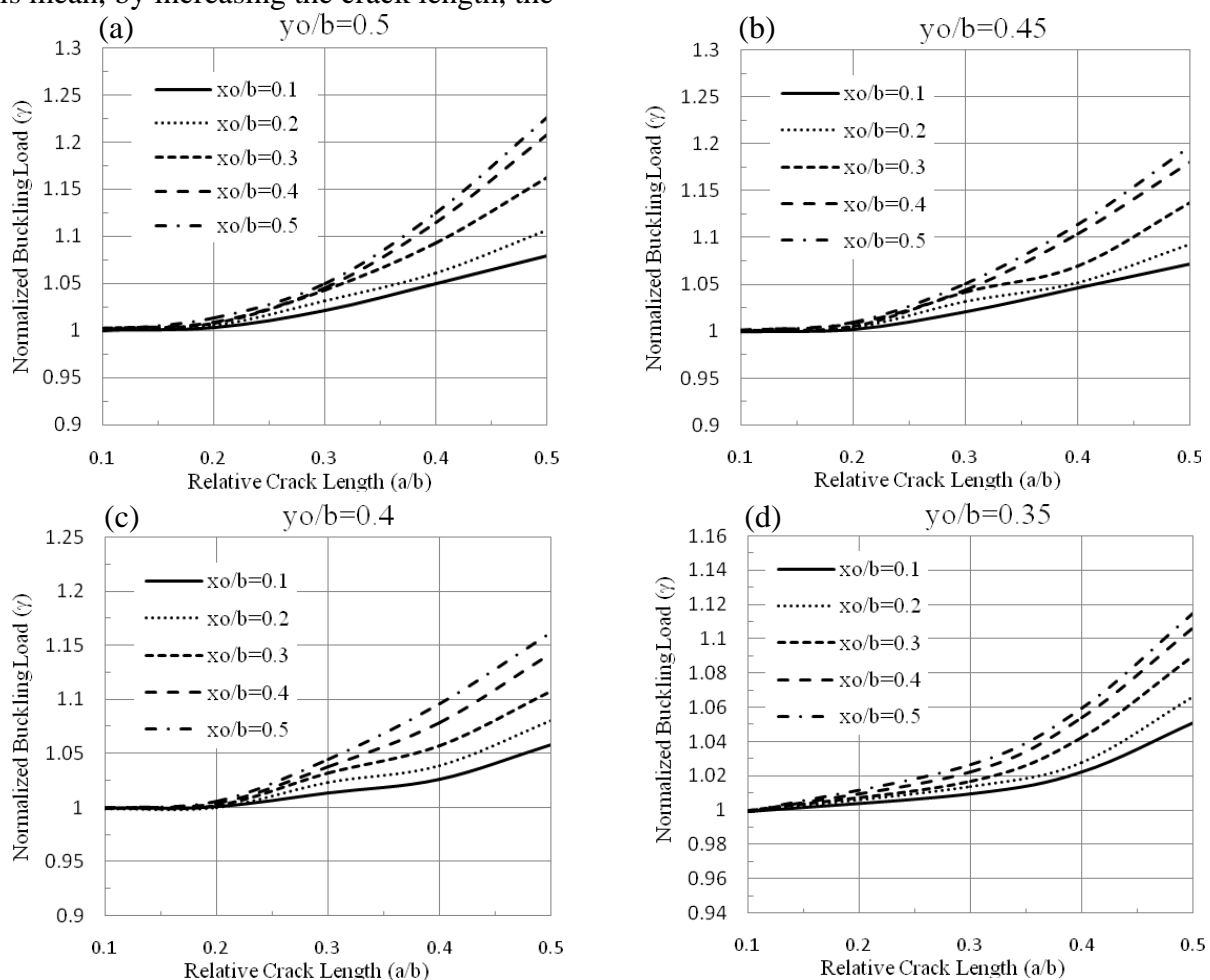 is mean, by increasing the crack length, the
(a)
yo/b=0.5
1.3
1.25
1.2
1.15
1.1
1.05
1
0.95
0.9
Normalized Buckling Load (γ)
xo/b=0.1
xo/b=0.2
xo/b=0.3
xo/b=0.4
xo/b=0.5
0.1 0.2 0.3 0.4 0.5
Relative Crack Length (a/b)
(b)
yo/b=0.45
1.3
1.25
1.2
1.15
1.1
1.05
1
0.95
0.9
Normalized Buckling Load (γ)
xo/b=0.1
xo/b=0.2
xo/b=0.3
xo/b=0.4
xo/b=0.5
0.1 0.2 0.3 0.4 0.5
Relative Crack Length (a/b)
(c)
yo/b=0.4
1.25
1.2
1.15
1.1
1.05
1
0.95
0.9
Normalized Buckling Load (γ)
xo/b=0.1
xo/b=0.2
xo/b=0.3
xo/b=0.4
xo/b=0.5
0.1 0.2 0.3 0.4 0.5
Relative Crack Length (a/b)
(d)
yo/b=0.35
1.16
1.14
1.12
1.1
1.08
1.06
1.04
1.02
1
0.98
0.96
0.94
Normalized Buckling Load (γ)
xo/b=0.1
xo/b=0.2
xo/b=0.3
xo/b=0.4
xo/b=0.5
0.1 0.2 0.3 0.4 0.5
Relative Crack Length (a/b)